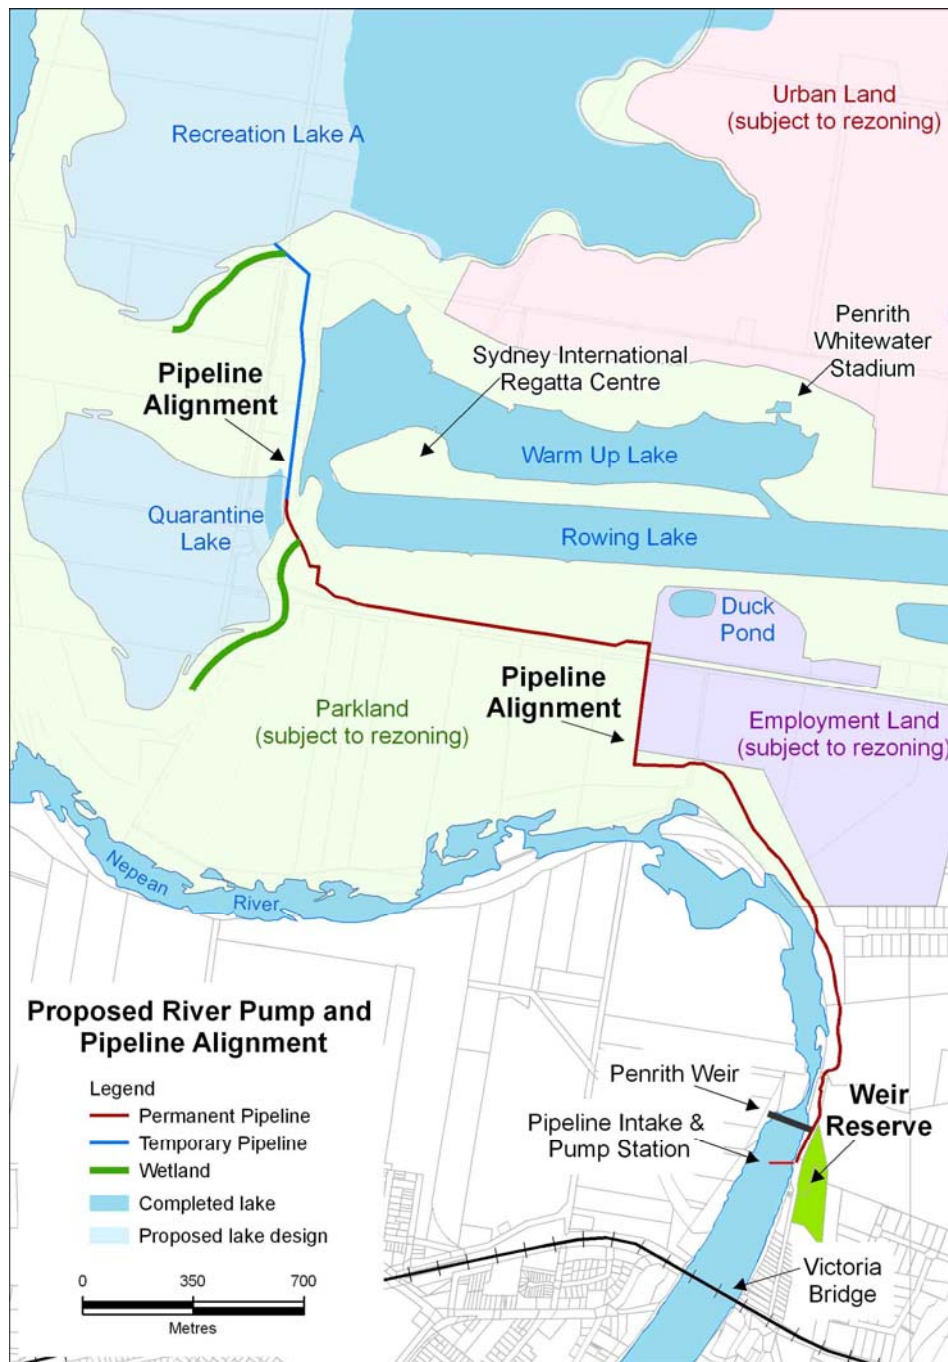 Recreation Lake A
Urban Land
(subject to rezoning)
Penrith
Whitewater
Stadium
Sydney International
Regatta Centre
Pipeline
Alignment
Warm Up Lake
Quarantine
Lake
Rowing Lake
Duck
Pond
Pipeline
Alignment
Parkland
(subject to rezoning)
Employment Land
(subject to rezoning)
Nepean
River
Proposed River Pump and
Pipeline Alignment
Legend
Permanent Pipeline
Temporary Pipeline
Wetland
Completed lake
Proposed lake design
0 350 700
Metres
Penrith Weir
Pipeline Intake &
Pump Station
Weir
Reserve
Victoria
Bridge